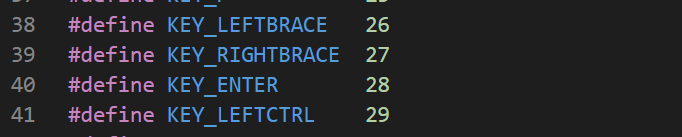 38 #define KEY_LEFTBRACE 26
39 #define KEY_RIGHTBRACE 27
40 #define KEY_ENTER 28
41 #define KEY_LEFTCTRL 29